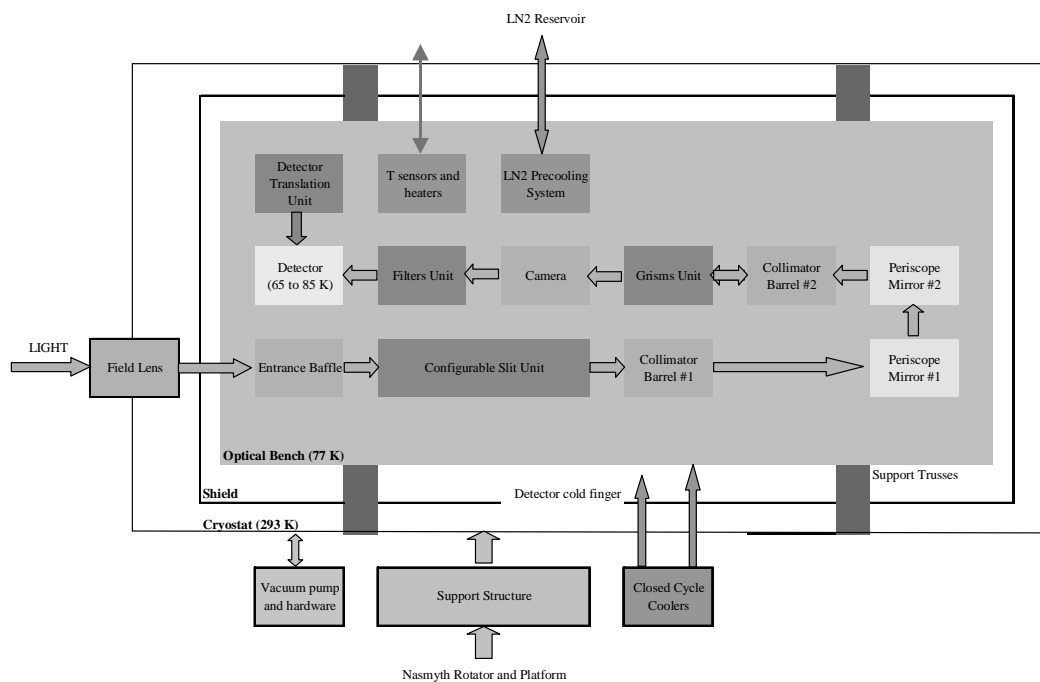 LN2 Reservoir
Detector
Translation
Unit
T sensors and
heaters
LN2 Precooling
System
Detector
(65 to 85 K)
Filters Unit
Camera
Grisms Unit
Collimator
Barrel #2
Periscope
Mirror #2
LIGHT
Field Lens
Entrance Baffle
Configurable Slit Unit
Collimator
Barrel #1
Periscope
Mirror #1
Optical Bench (77 K)
Support Trusses
Shield
Detector cold finger
Cryostat (293 K)
Vacuum pump
and hardware
Support Structure
Closed Cycle
Coolers
Nasmyth Rotator and Platform